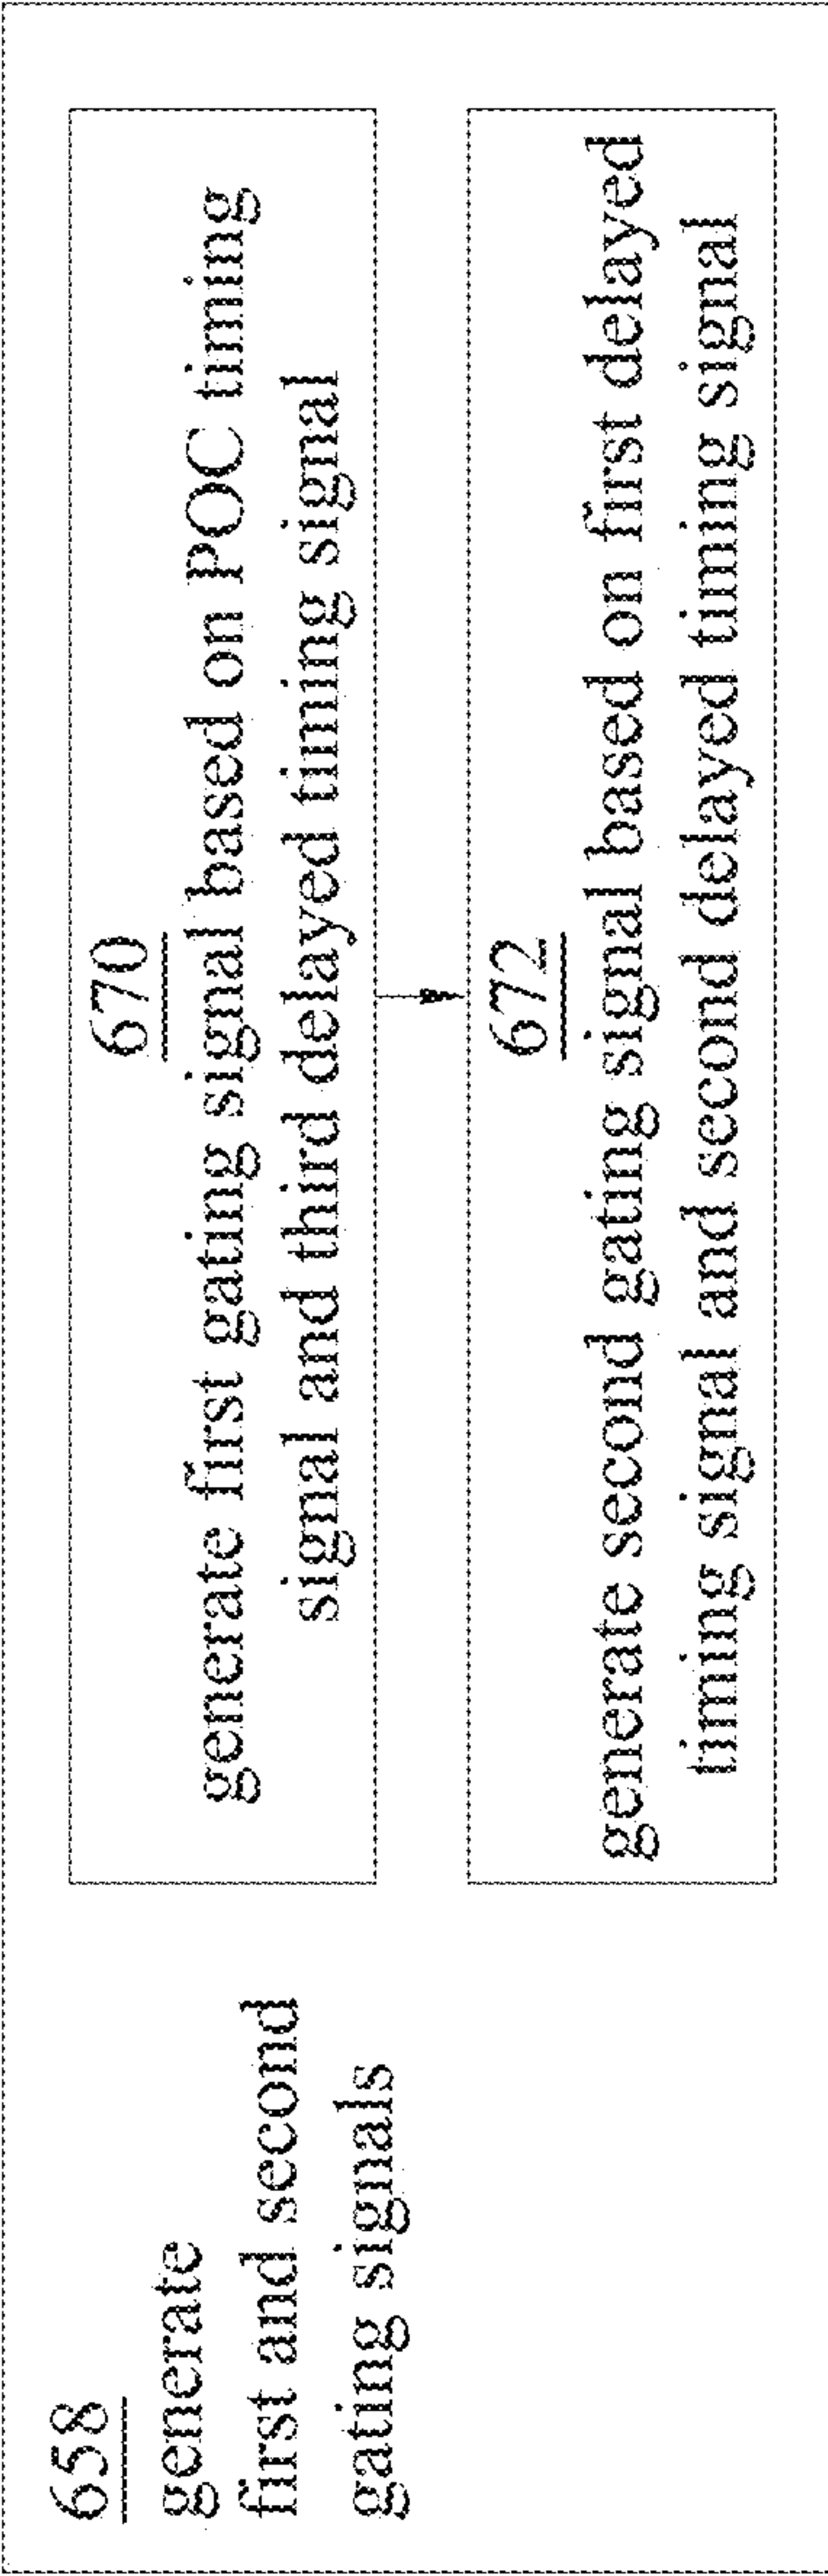 658
generate
first and second
gating signals
670
generate first gating signal based on POC timing
signal and third delayed timing signal
672
generate second gating signal based on first delayed
timing signal and second delayed timing signal